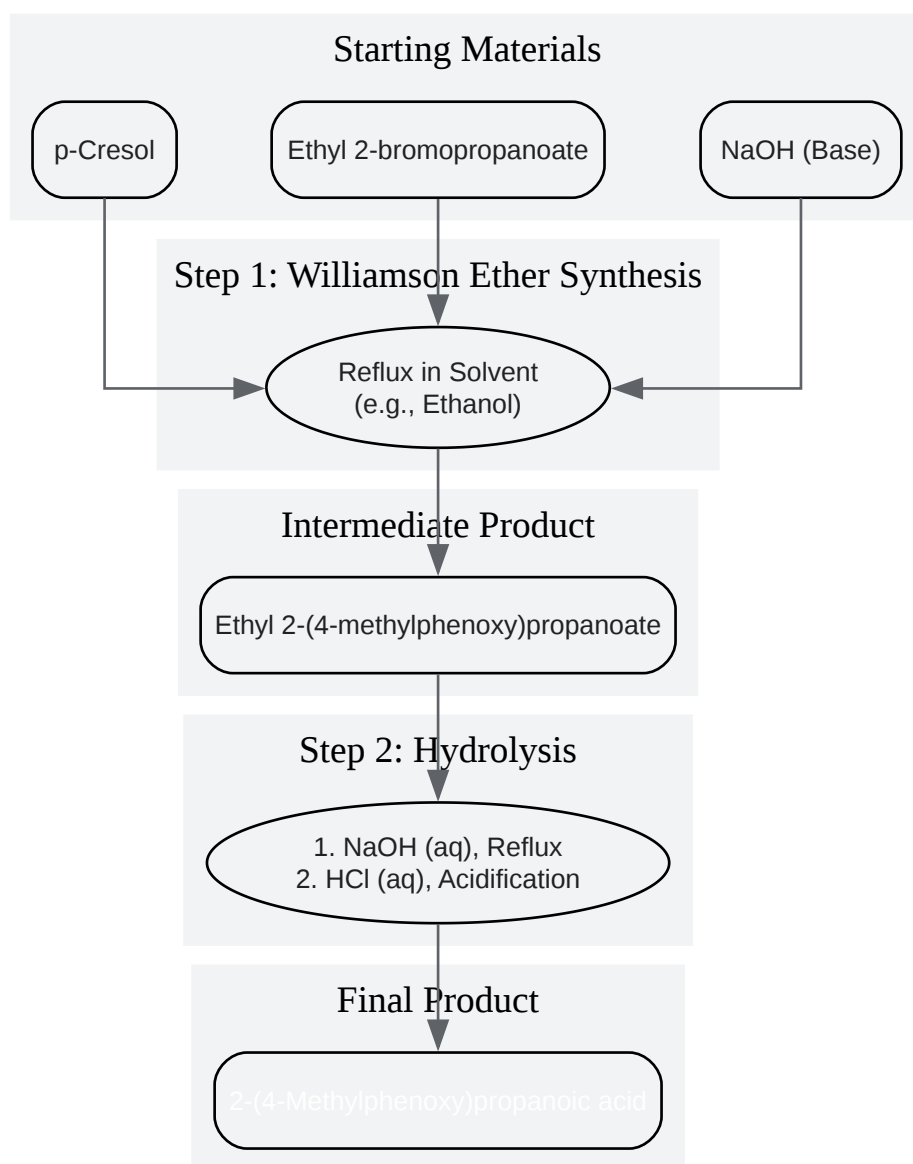 Starting Materials
p-Cresol
Ethyl 2-bromopropanoate
NaOH (Base)
Step 1: Williamson Ether Synthesis
Reflux in Solvent
(e.g., Ethanol)
Intermediate Product
Ethyl 2-(4-methylphenoxy)propanoate
Step 2: Hydrolysis
1. NaOH (aq), Reflux
2. HCl (aq), Acidification
Final Product
2-(4-Methylphenoxy)propanoic acid